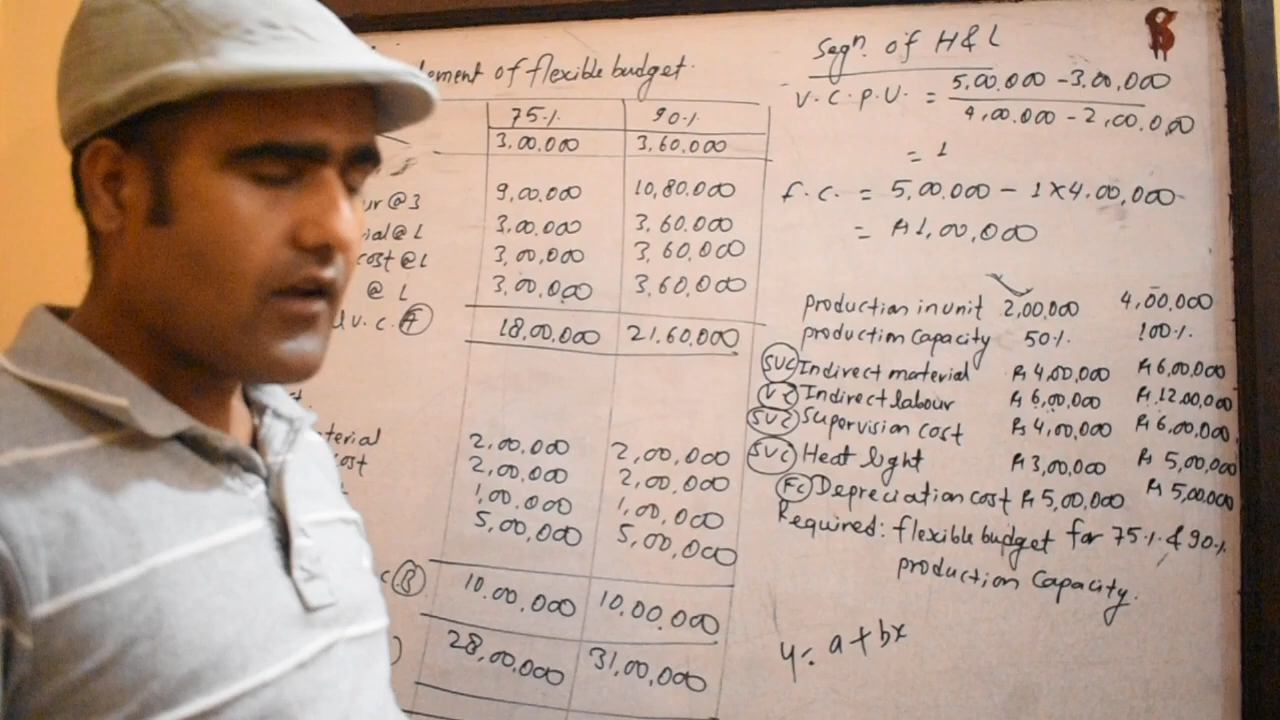 tement of flexible budget.
75% 90%
3,00,000 3,60,000
ur @ 3 9,00,000 10,80,000
ial @ 1 3,00,000 3,60,000
cost @ 1 3,00,000 3,60,000
@ 1 3,00,000 3,60,000
v.c. (A) 18,00,000 21,60,000
terial 2,00,000 2,00,000
cost 2,00,000 2,00,000
1,00,000 1,00,000
5,00,000 5,00,000
(B) 10,00,000 10,00,000
) 28,00,000 31,00,000
Segn. of H&L
V.C.P.U. = 5,00,000 - 3,00,000
4,00,000 - 2,00,000
= 1
f.c. = 5,00,000 - 1 x 4,00,000
= Rs 1,00,000
production in unit 2,00,000 4,00,000
production Capacity 50% 100%
SVC Indirect material Rs 4,00,000 Rs 6,00,000
VC Indirect labour Rs 6,00,000 Rs 12,00,000
SVC Supervision cost Rs 4,00,000 Rs 6,00,000
SVC Heat light Rs 3,00,000 Rs 5,00,000
FC Depreciation cost Rs 5,00,000 Rs 5,00,000
Required: flexible budget for 75% & 90%
production Capacity.
y = a + bx